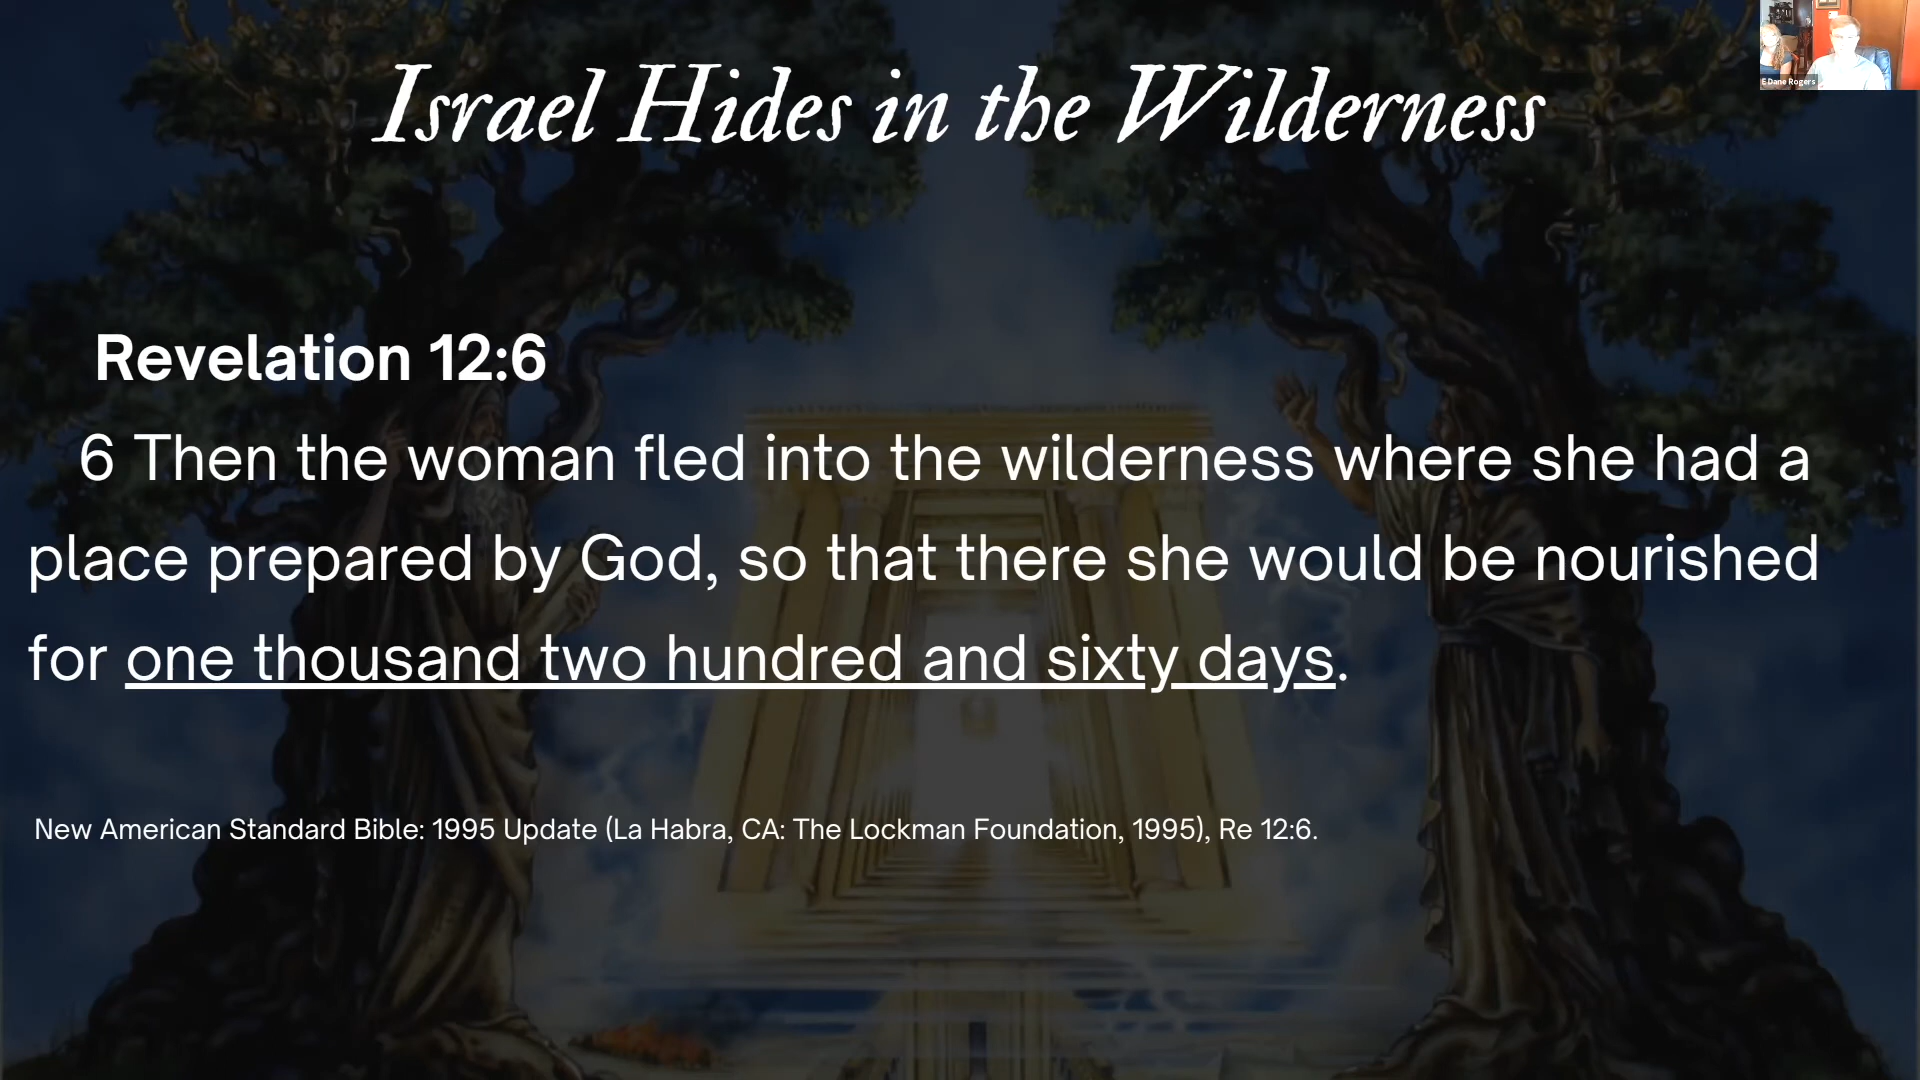 Israel Hides in the Wilderness
E Dane Rogers
Revelation 12:6
6 Then the woman fled into the wilderness where she had a
place prepared by God, so that there she would be nourished
for one thousand two hundred and sixty days.
New American Standard Bible: 1995 Update (La Habra, CA: The Lockman Foundation, 1995), Re 12:6.